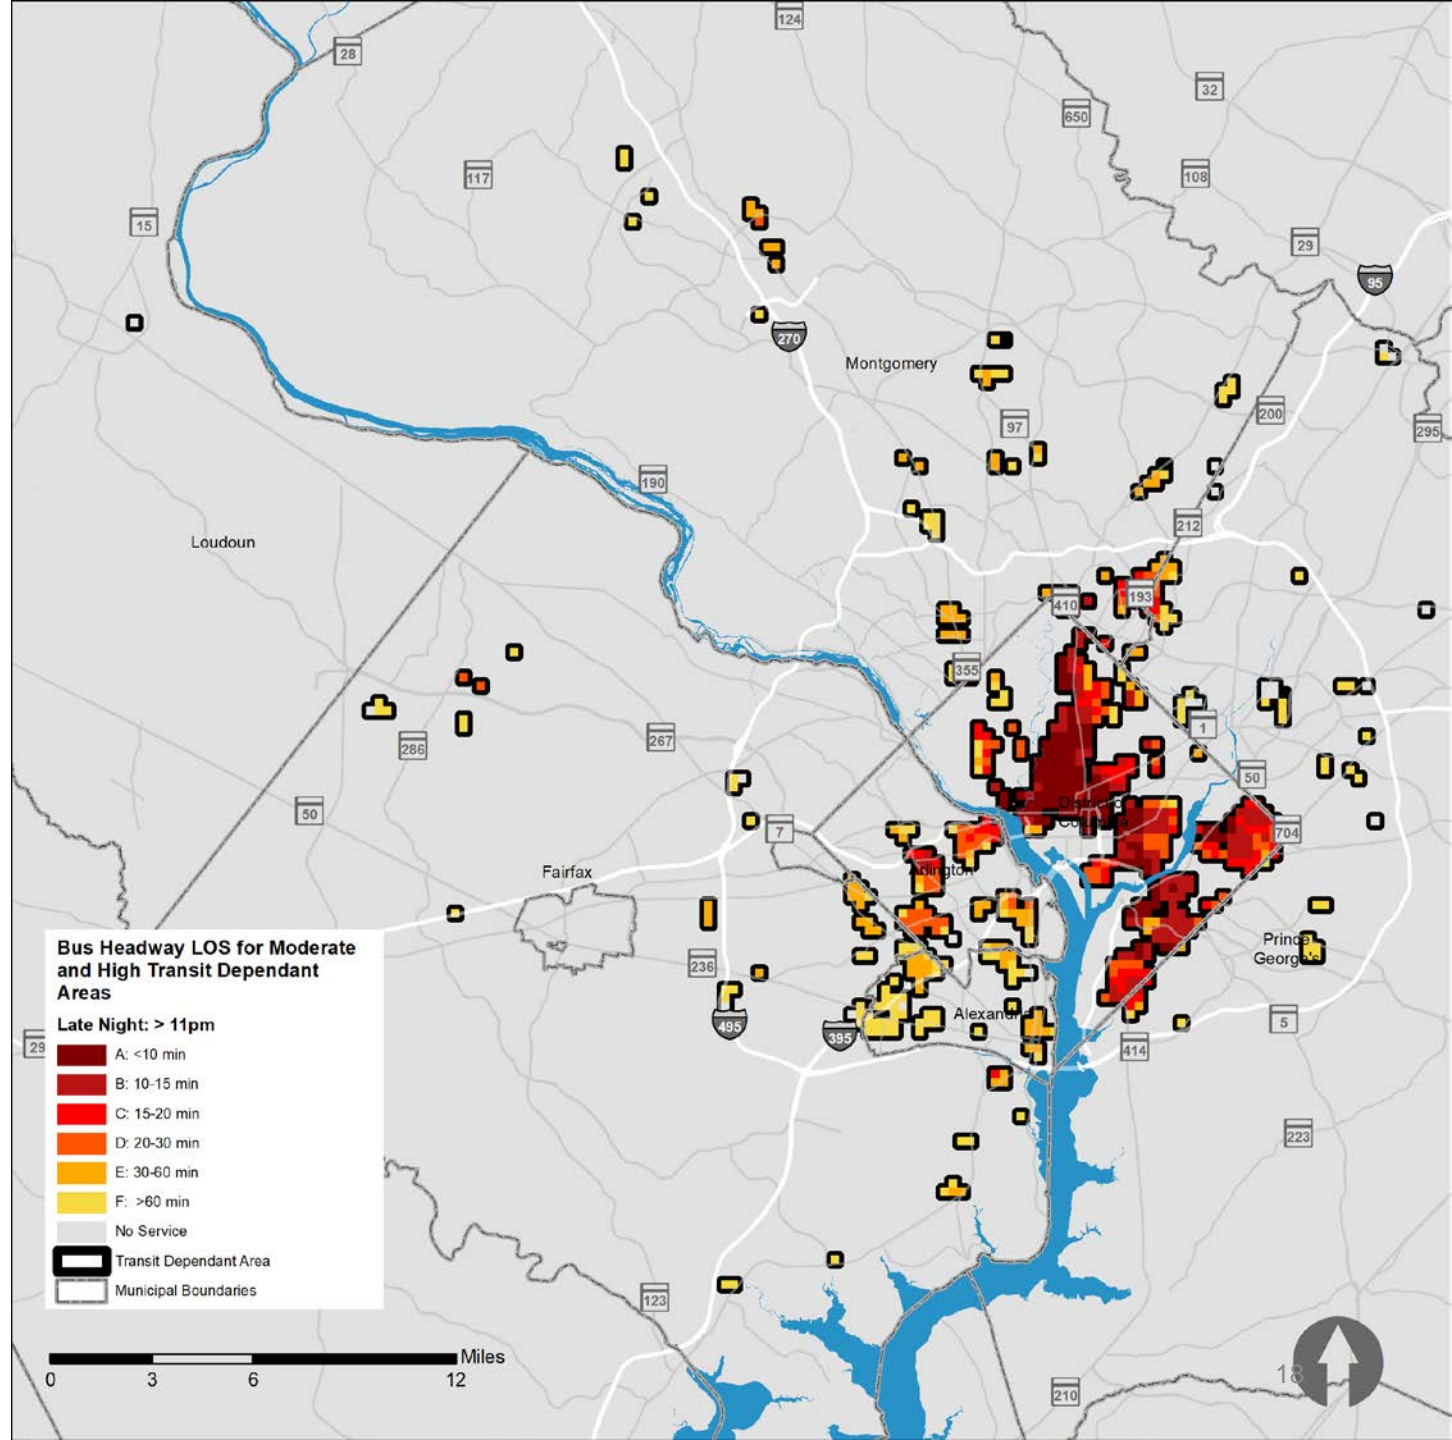 124
28
32
650
117
108
15
29
95
270
Montgomery
200
97
295
190
212
Loudoun
193
410
355
1
267
286
50
50
District of
Columbia
7
704
Fairfax
Arlington
Prince
George's
236
Alexandria
5
495
395
414
29
223
Bus Headway LOS for Moderate
and High Transit Dependant
Areas
Late Night: > 11pm
A: <10 min
B: 10-15 min
C: 15-20 min
D: 20-30 min
E: 30-60 min
F: >60 min
No Service
Transit Dependant Area
Municipal Boundaries
123
Miles
0 3 6 12
18
210